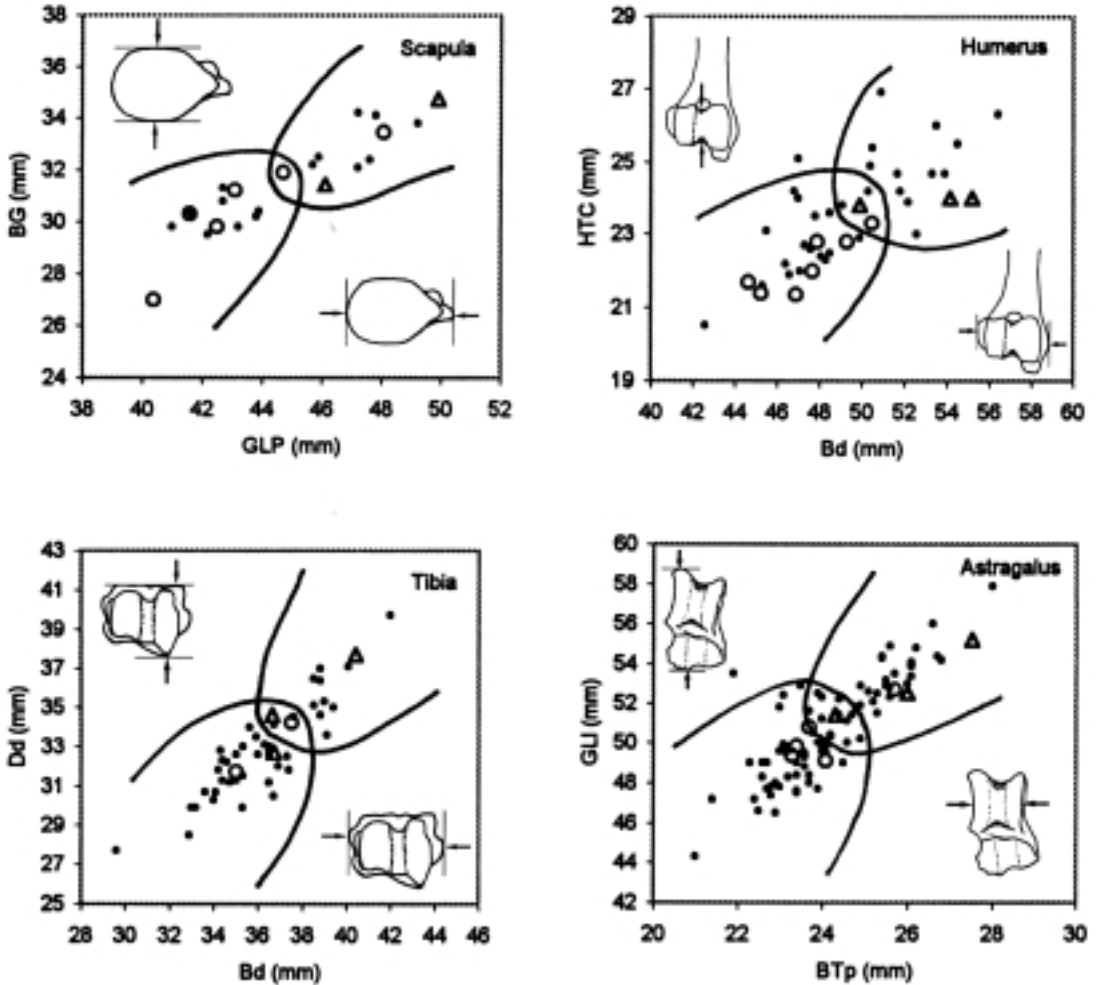 Scapula
38
36
34
32
30
28
26
24
BG (mm)
38 40 42 44 46 48 50 52
GLP (mm)
Humerus
29
27
25
23
21
19
HTC (mm)
40 42 44 46 48 50 52 54 56 58 60
Bd (mm)
Tibia
43
41
39
37
35
33
31
29
27
25
Dd (mm)
28 30 32 34 36 38 40 42 44 46
Bd (mm)
Astragalus
60
58
56
54
52
50
48
46
44
42
GLl (mm)
20 22 24 26 28 30
BTp (mm)